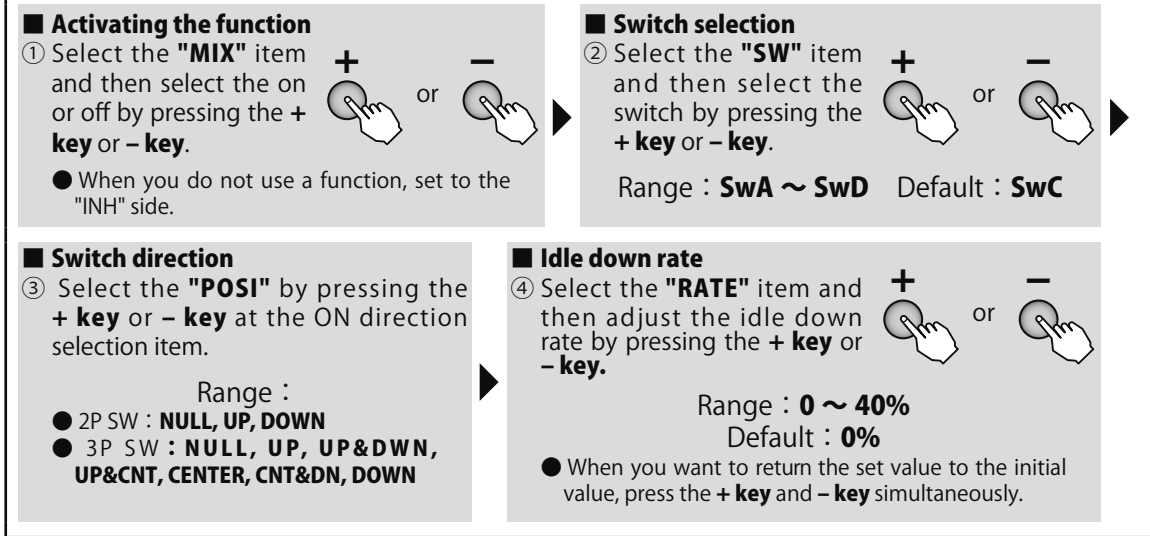 ■ Activating the function
① Select the "MIX" item
and then select the on
or off by pressing the +
key or – key.
+ or –
● When you do not use a function, set to the
"INH" side.
■ Switch selection
② Select the "SW" item
and then select the
switch by pressing the
+ key or – key.
+ or –
Range : SwA ～ SwD Default : SwC
■ Switch direction
③ Select the "POSI" by pressing the
+ key or – key at the ON direction
selection item.
Range :
● 2P SW : NULL, UP, DOWN
● 3P SW : NULL, UP, UP&DWN,
UP&CNT, CENTER, CNT&DN, DOWN
■ Idle down rate
④ Select the "RATE" item and
then adjust the idle down
rate by pressing the + key or
– key.
+ or –
Range : 0 ～ 40%
Default : 0%
● When you want to return the set value to the initial
value, press the + key and – key simultaneously.